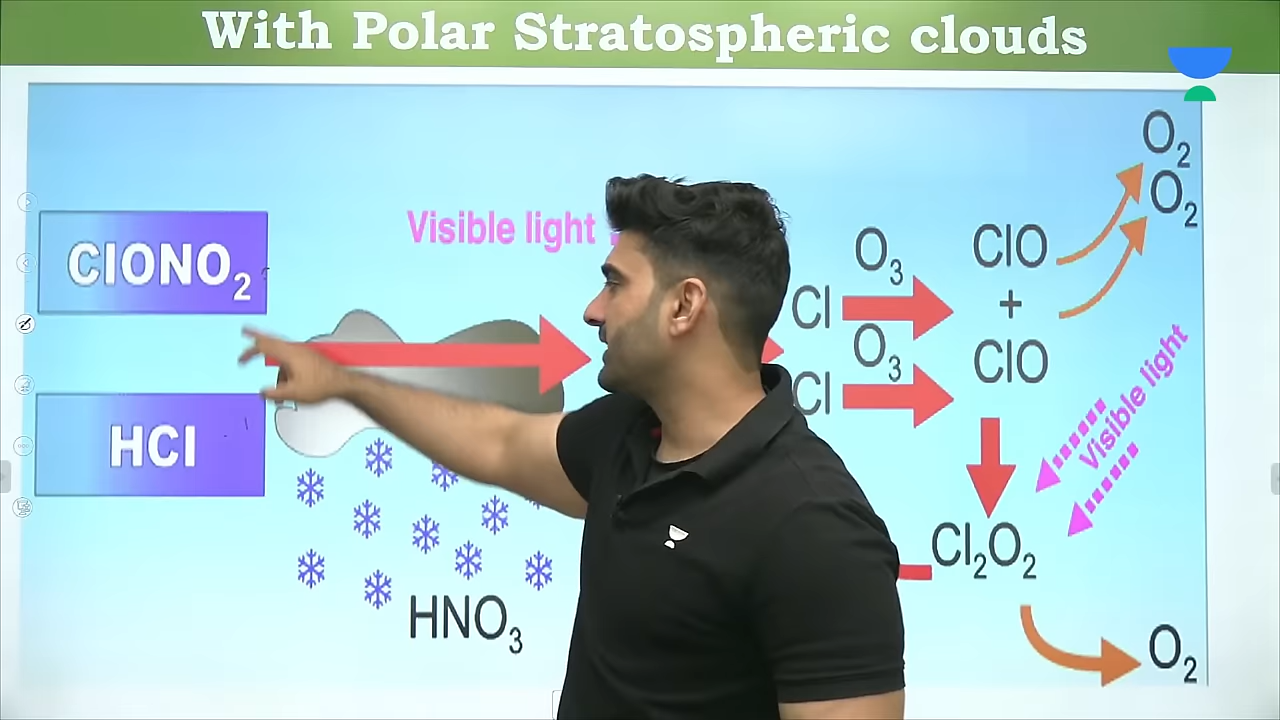 With Polar Stratospheric clouds
ClONO2
HCl
Visible light
HNO3
Cl
O3
Cl
O3
ClO
+
ClO
O2
O2
Visible light
Cl2O2
O2